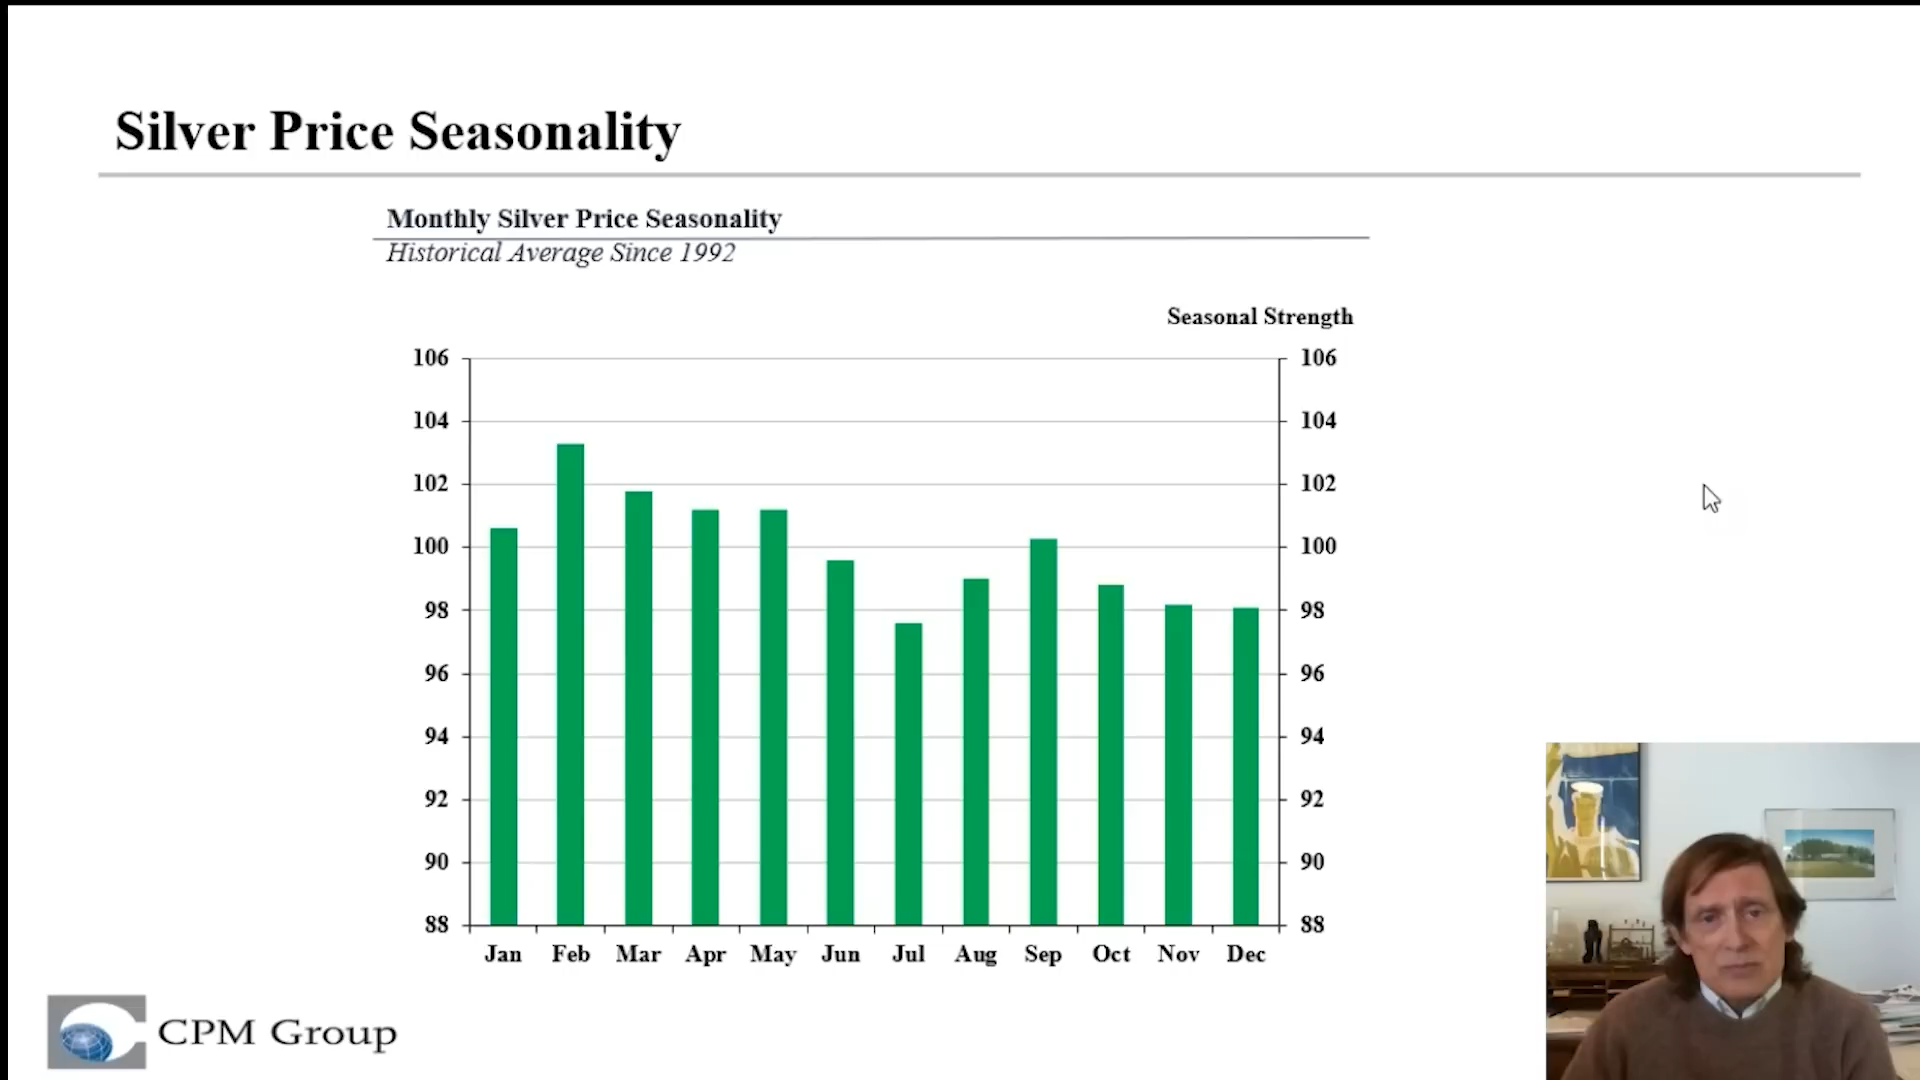 Silver Price Seasonality
Monthly Silver Price Seasonality
Historical Average Since 1992
Seasonal Strength
106 106
104 104
102 102
100 100
98 98
96 96
94 94
92 92
90 90
88 88
Jan Feb Mar Apr May Jun Jul Aug Sep Oct Nov Dec
CPM Group